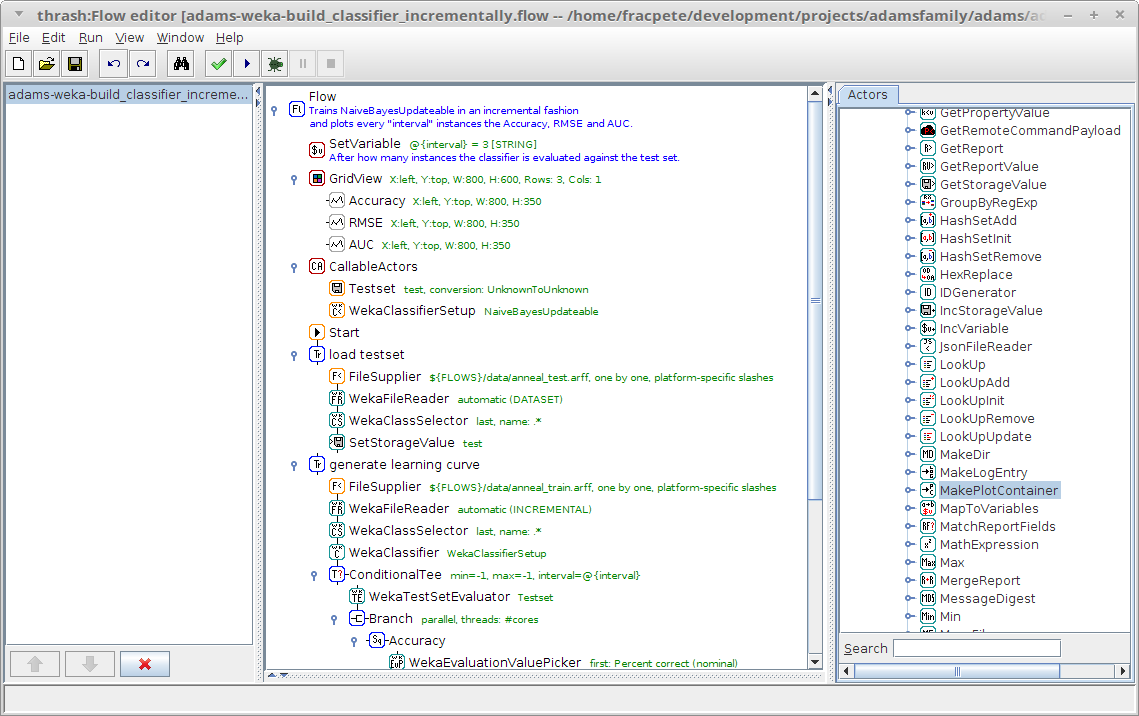 thrash:Flow editor [adams-weka-build_classifier_incrementally.flow -- /home/fracpete/development/projects/adamsfamily/adams/
File Edit Run View Window Help
adams-weka-build_classifier_increme...
Flow
Trains NaiveBayesUpdateable in an incremental fashion
and plots every "interval" instances the Accuracy, RMSE and AUC.
SetVariable @{interval} = 3 [STRING]
After how many instances the classifier is evaluated against the test set.
GridView X:left, Y:top, W:800, H:600, Rows: 3, Cols: 1
Accuracy X:left, Y:top, W:800, H:350
RMSE X:left, Y:top, W:800, H:350
AUC X:left, Y:top, W:800, H:350
CallableActors
Testset test, conversion: UnknownToUnknown
WekaClassifierSetup NaiveBayesUpdateable
Start
load testset
FileSupplier ${FLOWS}/data/anneal_test.arff, one by one, platform-specific slashes
WekaFileReader automatic (DATASET)
WekaClassSelector last, name: .*
SetStorageValue test
generate learning curve
FileSupplier ${FLOWS}/data/anneal_train.arff, one by one, platform-specific slashes
WekaFileReader automatic (INCREMENTAL)
WekaClassSelector last, name: .*
WekaClassifier WekaClassifierSetup
ConditionalTee min=-1, max=-1, interval=@{interval}
WekaTestSetEvaluator Testset
Branch parallel, threads: #cores
Accuracy
WekaEvaluationValuePicker first: Percent correct (nominal)
Actors
GetPropertyValue
GetRemoteCommandPayload
GetReport
GetReportValue
GetStorageValue
GroupByRegExp
HashSetAdd
HashSetInit
HashSetRemove
HexReplace
IDGenerator
IncStorageValue
IncVariable
JsonFileReader
LookUp
LookUpAdd
LookUpInit
LookUpRemove
LookUpUpdate
MakeDir
MakeLogEntry
MakePlotContainer
MapToVariables
MatchReportFields
MathExpression
Max
MergeReport
MessageDigest
Min
Search